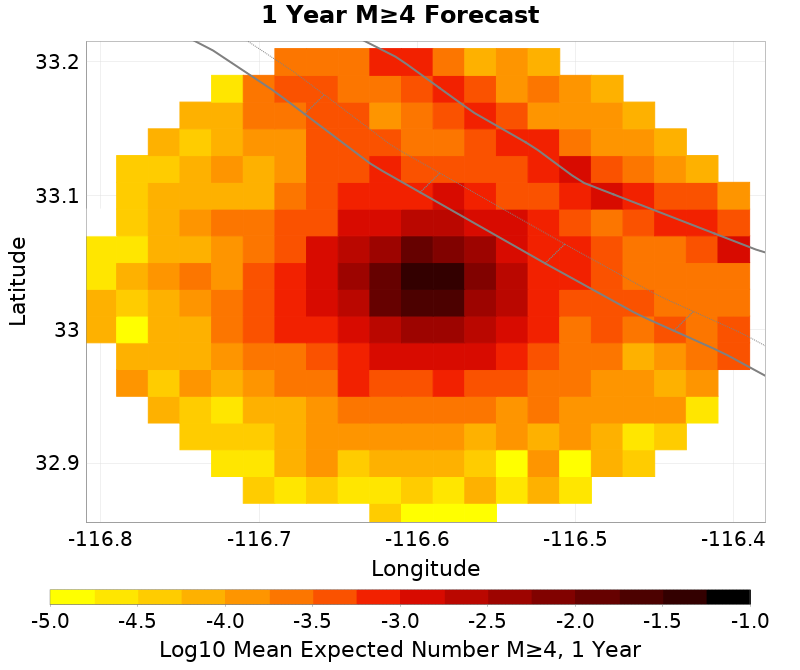 1 Year M≥4 Forecast
33.2
33.1
33
32.9
Latitude
-116.8 -116.7 -116.6 -116.5 -116.4
Longitude
-5.0 -4.5 -4.0 -3.5 -3.0 -2.5 -2.0 -1.5 -1.0
Log10 Mean Expected Number M≥4, 1 Year